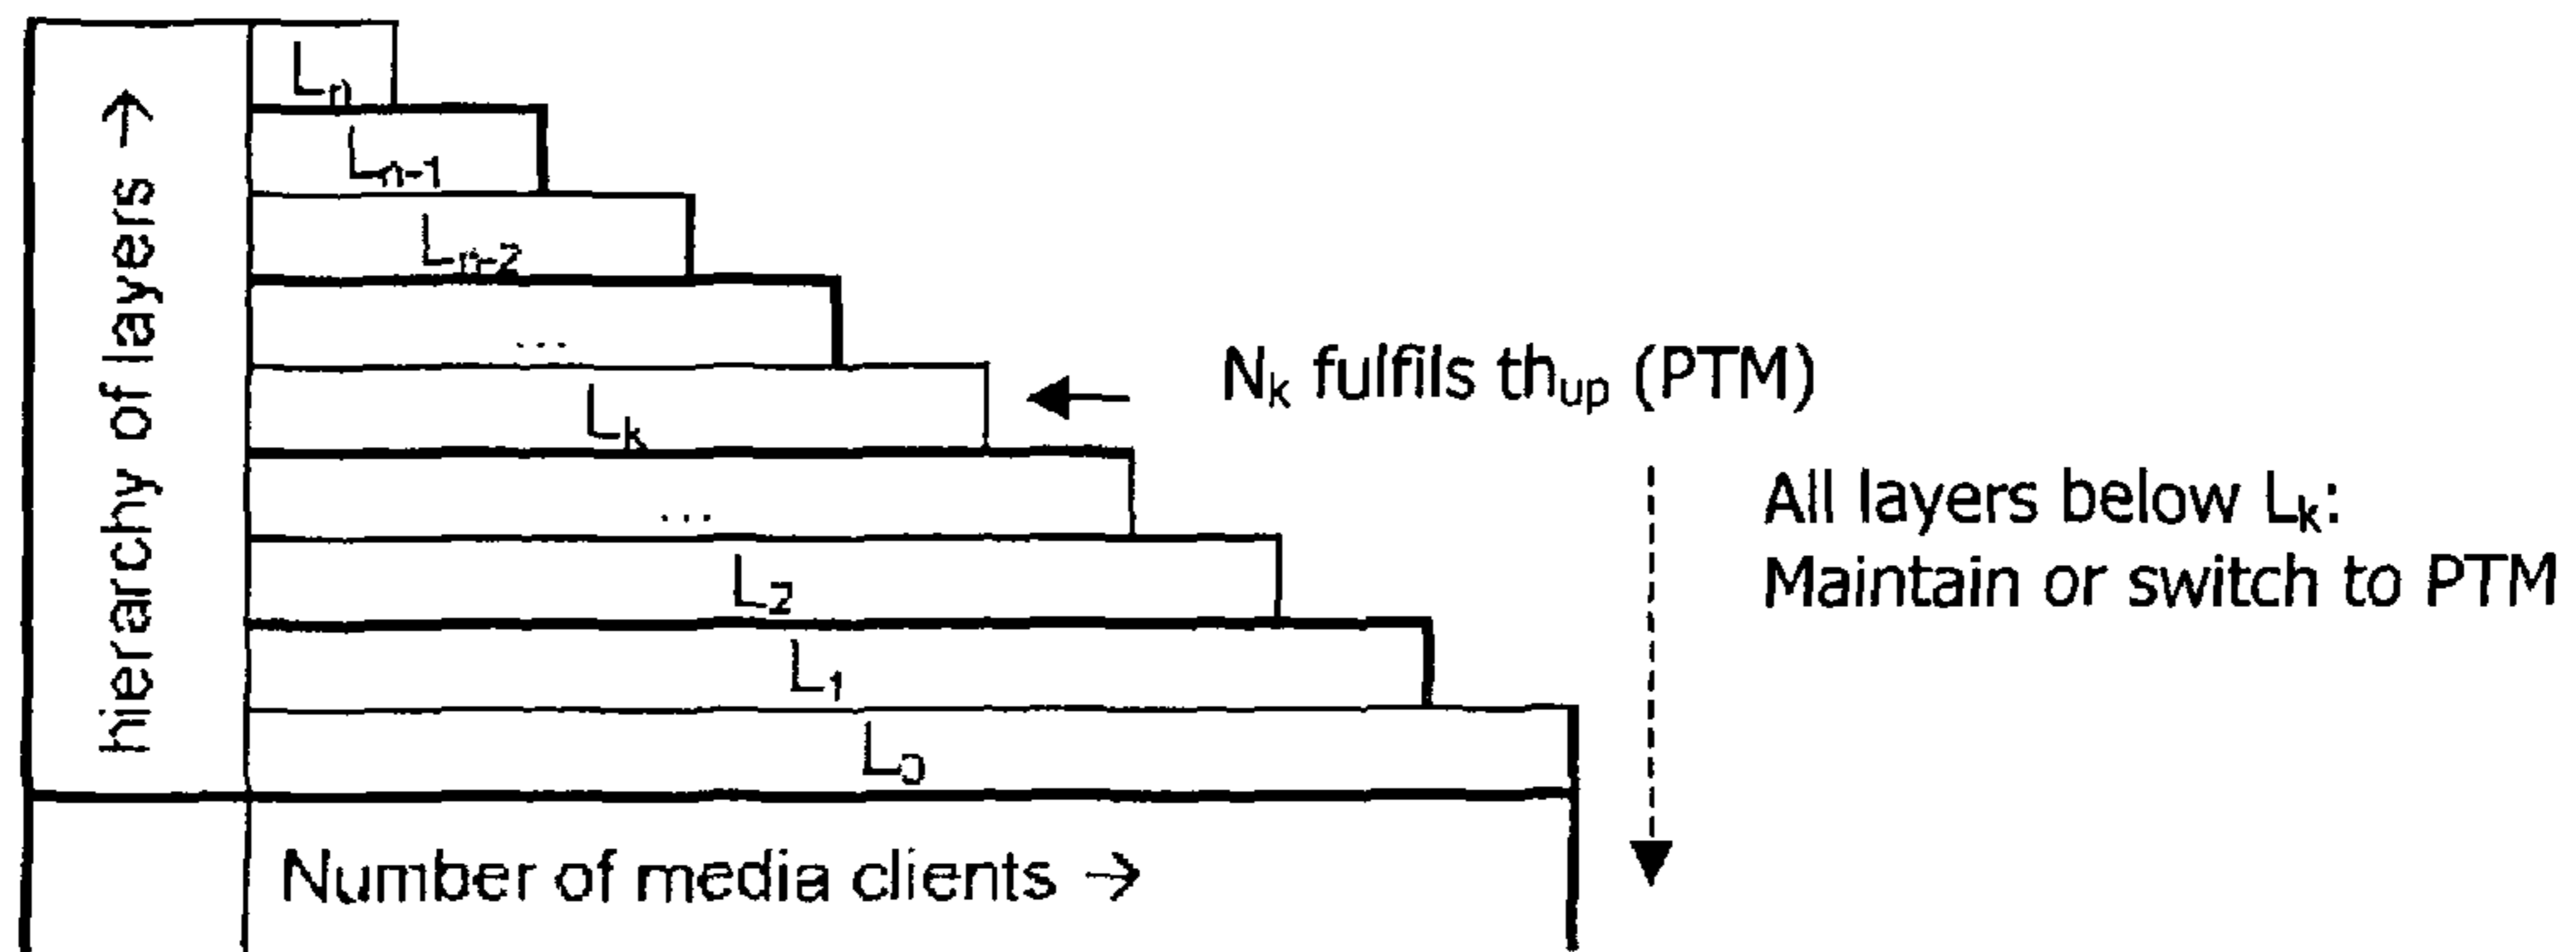 hierarchy of layers →
Lₙ
Lₙ₋₁
Lₙ₋₂
...
Lₖ
...
L₂
L₁
L₀
Number of media clients →
Nₖ fulfils thᵤₚ (PTM)
All layers below Lₖ:
Maintain or switch to PTM